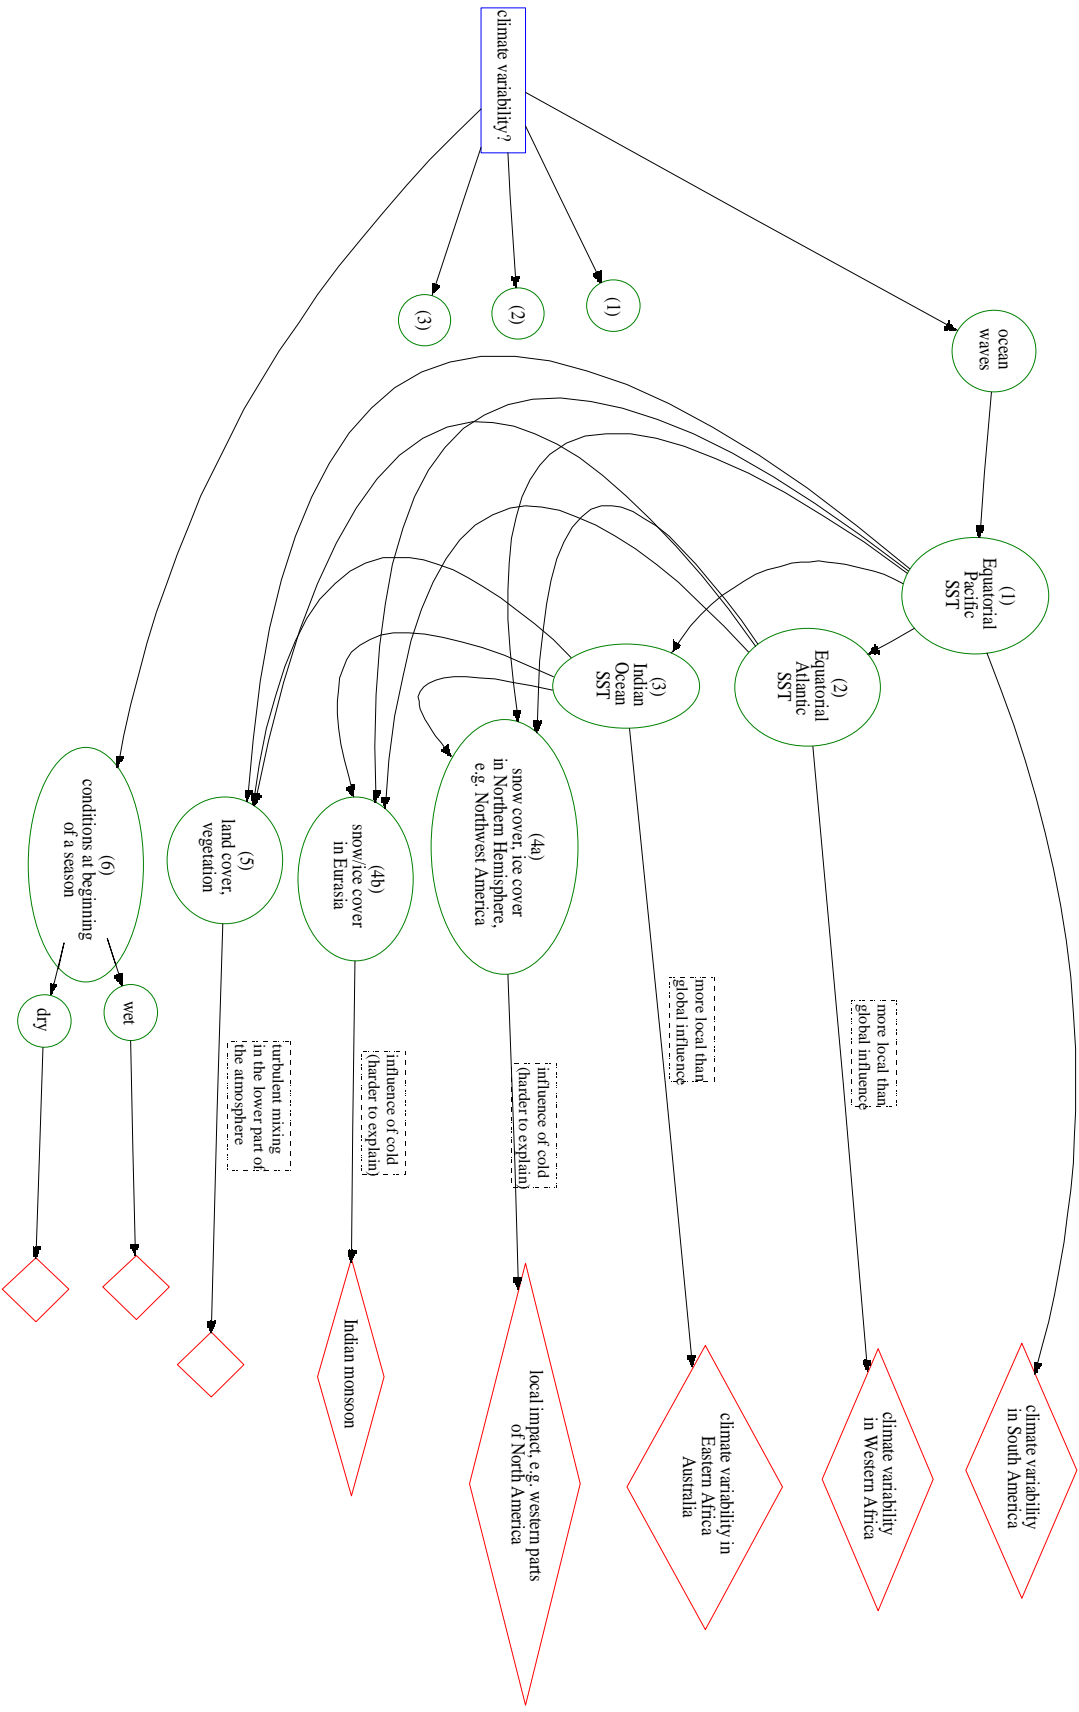 climate variability?
ocean
waves
(1)
(2)
(3)
(1)
Equatorial
Pacific
SST
(2)
Equatorial
Atlantic
SST
(3)
Indian
Ocean
SST
(4a)
snow cover, ice cover
in Northern Hemisphere,
e.g. Northwest America
(4b)
snow/ice cover
in Eurasia
(5)
land cover,
vegetation
(6)
conditions at beginning
of a season
wet
dry
more local than
global influence
more local than
global influence
influence of cold
(harder to explain)
influence of cold
(harder to explain)
turbulent mixing
in the lower part of
the atmosphere
climate variability
in South America
climate variability
in Western Africa
climate variability in
Eastern Africa
Australia
local impact, e.g. western parts
of North America
Indian monsoon